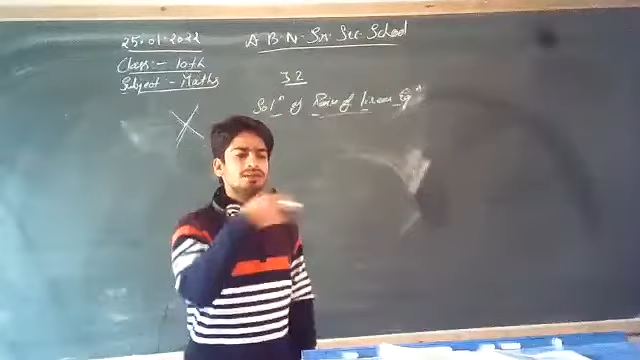 25.01.2022
A B N Sr. Sec. School
Class:- 10th
Subject:- Maths
3.2
Solⁿ of Pair of Linear Eqⁿ